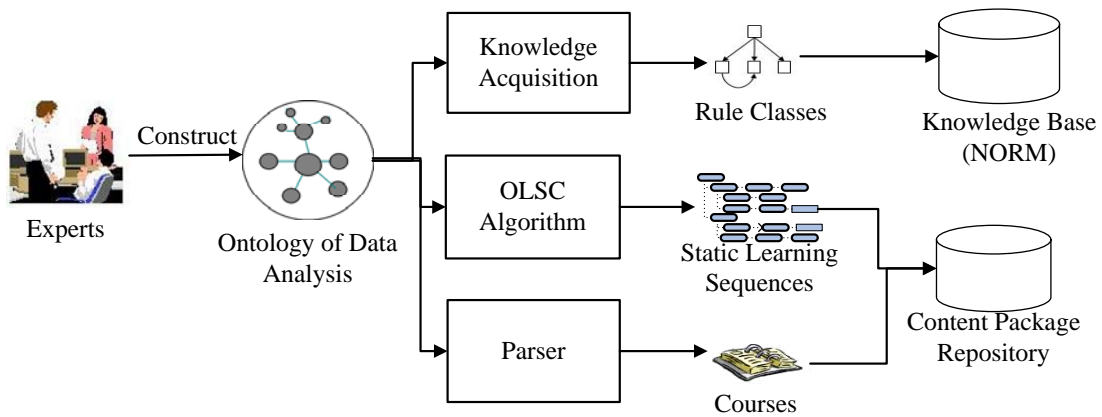 Knowledge
Acquisition
Rule Classes
Knowledge Base
(NORM)
Construct
Experts
Ontology of Data
Analysis
OLSC
Algorithm
Static Learning
Sequences
Content Package
Repository
Parser
Courses